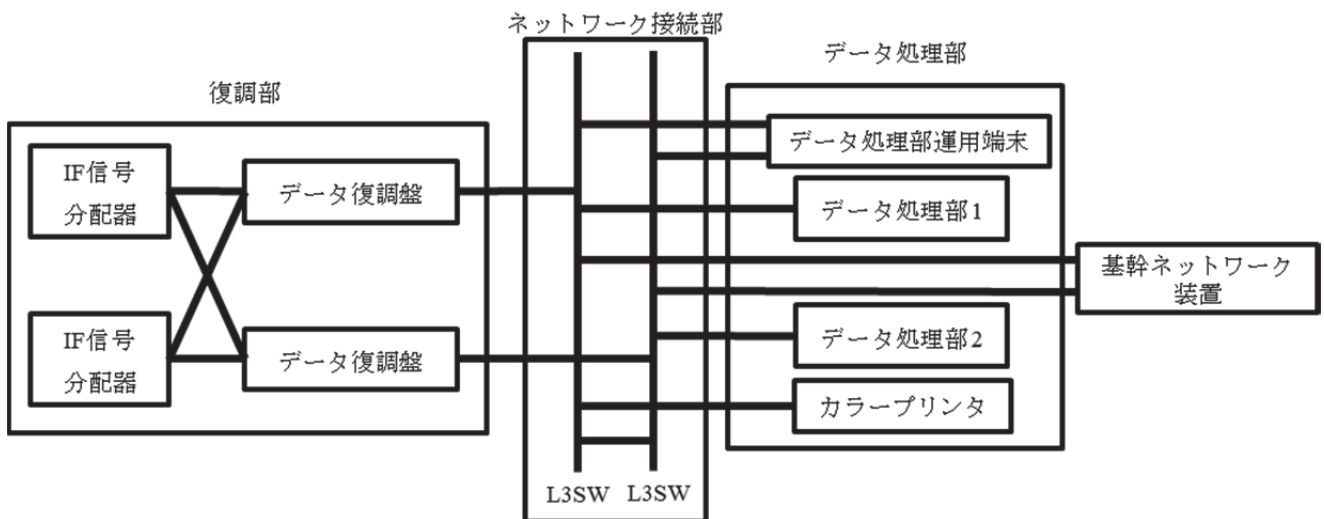 ネットワーク接続部
データ処理部
復調部
IF信号
分配器
データ復調盤
データ処理部運用端末
データ処理部1
基幹ネットワーク
装置
IF信号
分配器
データ復調盤
データ処理部2
カラープリンタ
L3SW L3SW